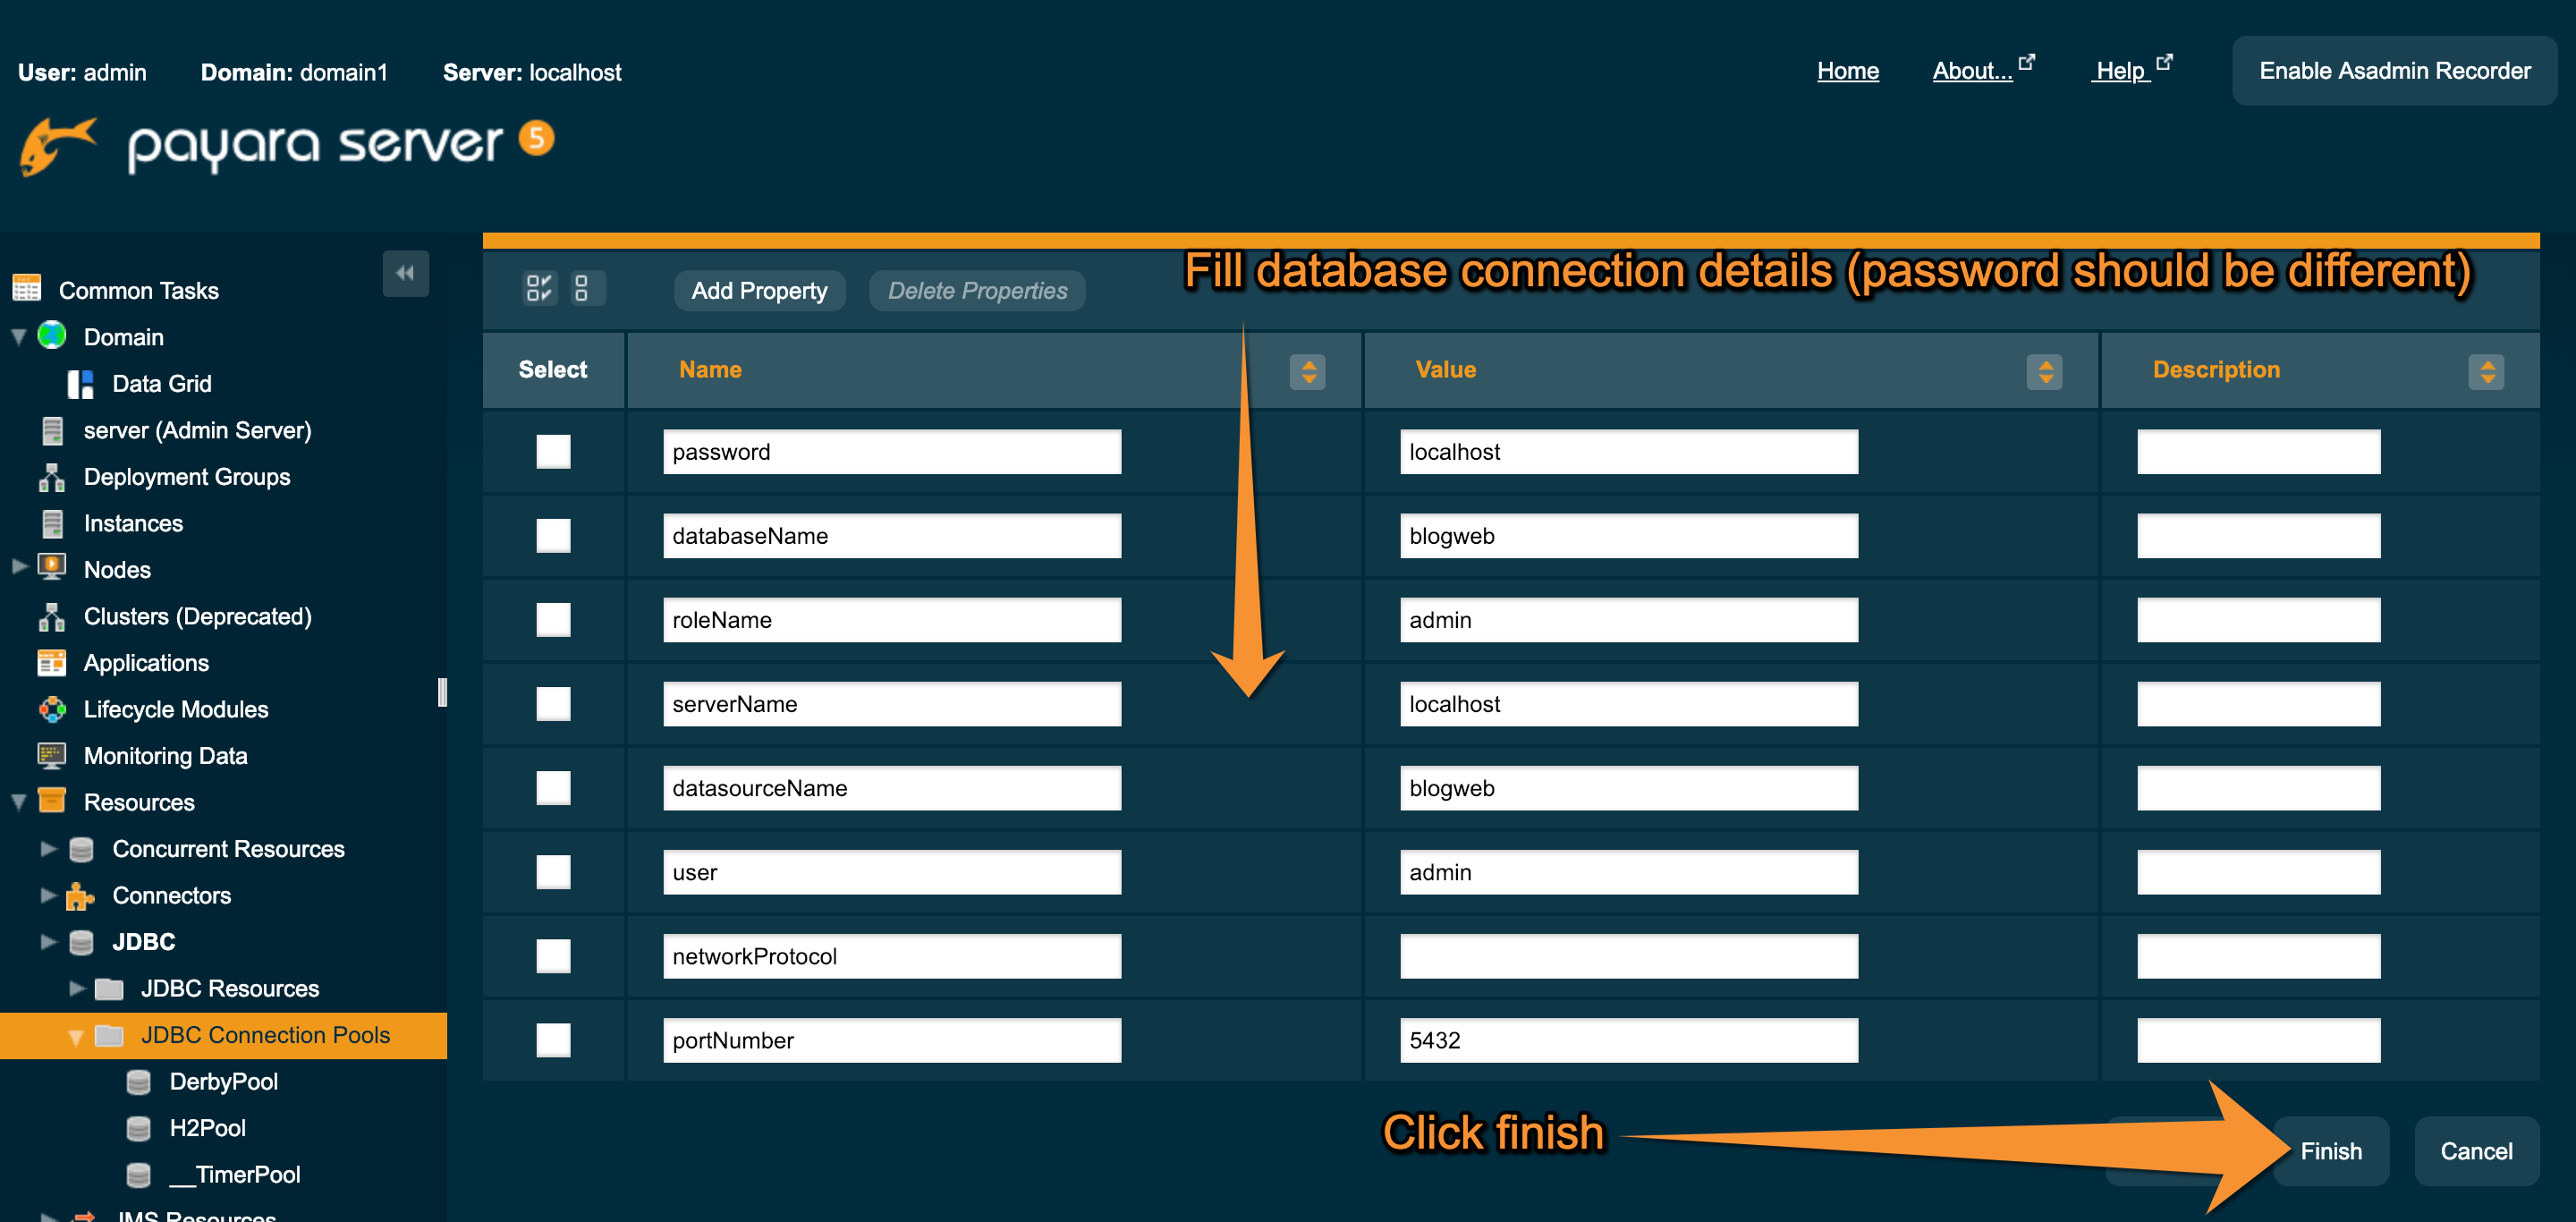 User: admin Domain: domain1 Server: localhost
Home About... Help Enable Asadmin Recorder
payara server 5
Fill database connection details (password should be different)
Add Property Delete Properties
Select Name Value Description
password localhost
databaseName blogweb
roleName admin
serverName localhost
datasourceName blogweb
user admin
networkProtocol
portNumber 5432
Click finish
Finish Cancel
Common Tasks
Domain
Data Grid
server (Admin Server)
Deployment Groups
Instances
Nodes
Clusters (Deprecated)
Applications
Lifecycle Modules
Monitoring Data
Resources
Concurrent Resources
Connectors
JDBC
JDBC Resources
JDBC Connection Pools
DerbyPool
H2Pool
__TimerPool
JMS Resources